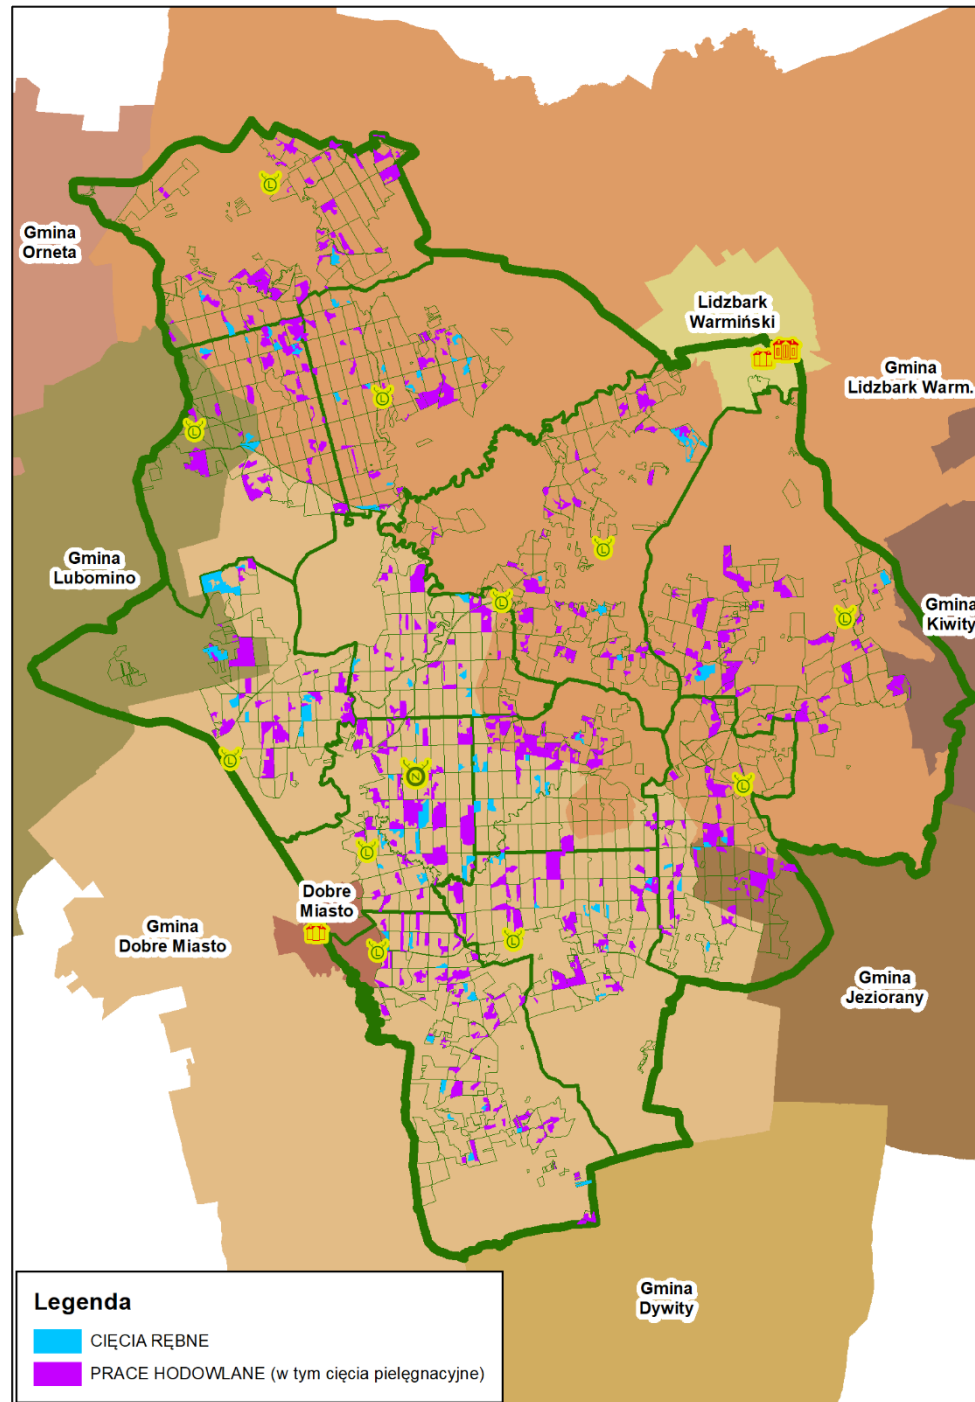 Gmina
Orneta
Lidzbark
Warmiński
Gmina
Lidzbark Warm.
Gmina
Lubomino
Gmina
Kiwity
Dobre
Miasto
Gmina
Dobre Miasto
Gmina
Jeziorany
Gmina
Dywity
Legenda
CIĘCIA RĘBNE
PRACE HODOWLANE (w tym cięcia pielęgnacyjne)
L
L
L
L
L
L
L
N
L
L
L
L